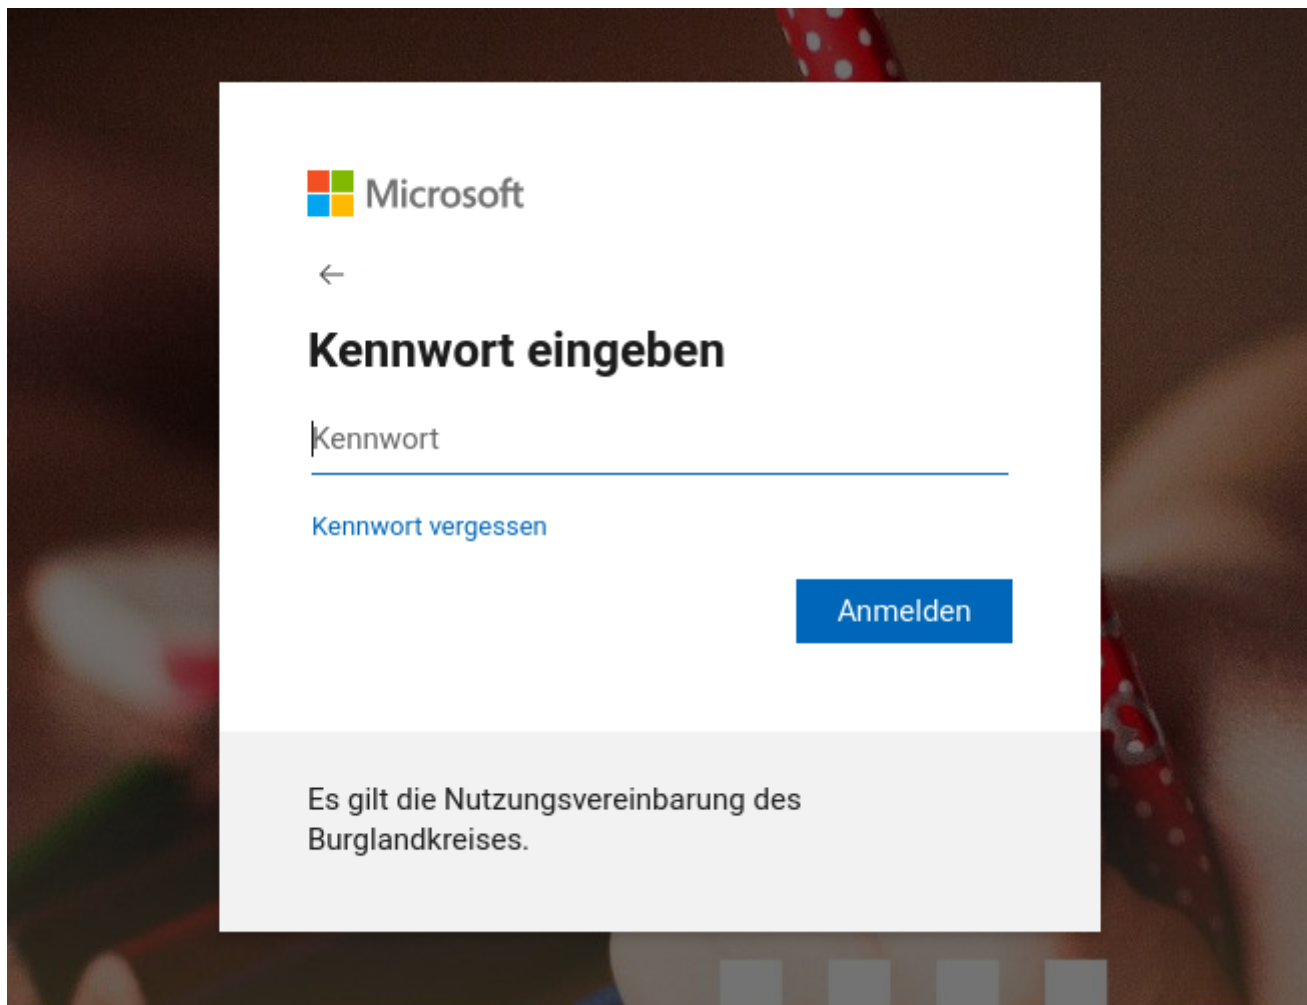 Microsoft
Kennwort eingeben
Kennwort
Kennwort vergessen
Anmelden
Es gilt die Nutzungsvereinbarung des
Burglandkreises.